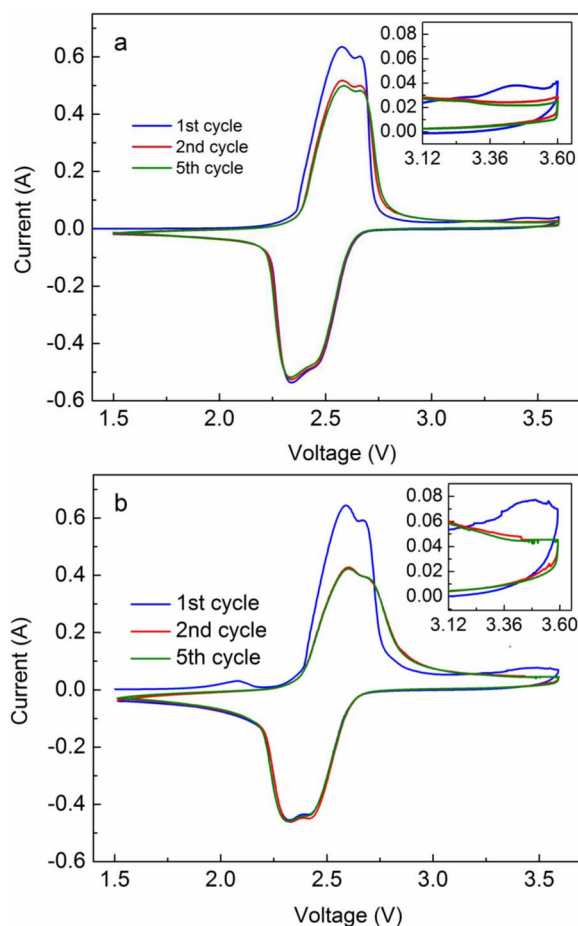 a
0.6
0.4
0.2
0.0
-0.2
-0.4
-0.6
Current (A)
1st cycle
2nd cycle
5th cycle
0.08
0.06
0.04
0.02
0.00
3.12 3.36 3.60
1.5 2.0 2.5 3.0 3.5
Voltage (V)
b
0.6
0.4
0.2
0.0
-0.2
-0.4
-0.6
Current (A)
1st cycle
2nd cycle
5th cycle
0.08
0.06
0.04
0.02
0.00
3.12 3.36 3.60
1.5 2.0 2.5 3.0 3.5
Voltage (V)